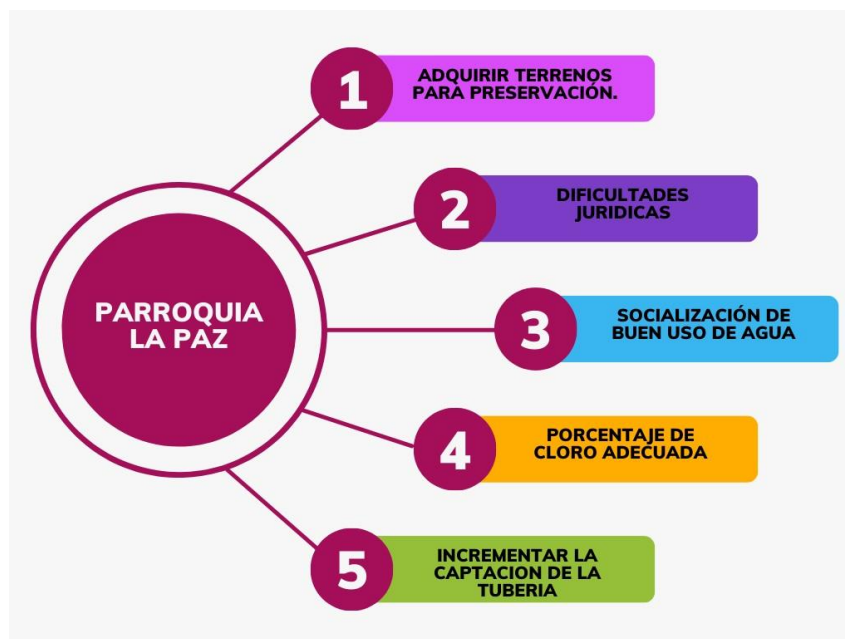 PARROQUIA
LA PAZ
1
ADQUIRIR TERRENOS
PARA PRESERVACIÓN.
2
DIFICULTADES
JURIDICAS
3
SOCIALIZACIÓN DE
BUEN USO DE AGUA
4
PORCENTAJE DE
CLORO ADECUADA
5
INCREMENTAR LA
CAPTACION DE LA
TUBERIA